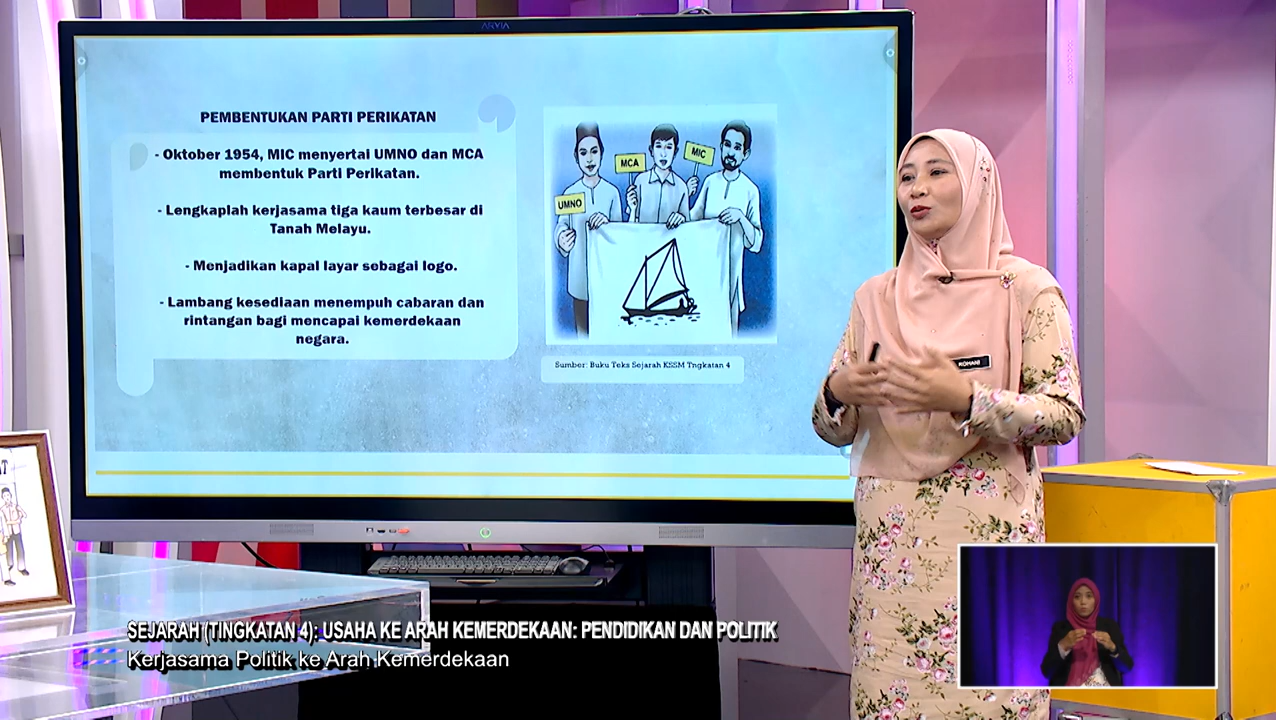 ARVIA
PEMBENTUKAN PARTI PERIKATAN
- Oktober 1954, MIC menyertai UMNO dan MCA
membentuk Parti Perikatan.
- Lengkaplah kerjasama tiga kaum terbesar di
Tanah Melayu.
- Menjadikan kapal layar sebagai logo.
- Lambang kesediaan menempuh cabaran dan
rintangan bagi mencapai kemerdekaan
negara.
UMNO
MCA
MIC
Sumber: Buku Teks Sejarah KSSM Tngkatan 4
ROHANI
SEJARAH (TINGKATAN 4): USAHA KE ARAH KEMERDEKAAN: PENDIDIKAN DAN POLITIK
Kerjasama Politik ke Arah Kemerdekaan